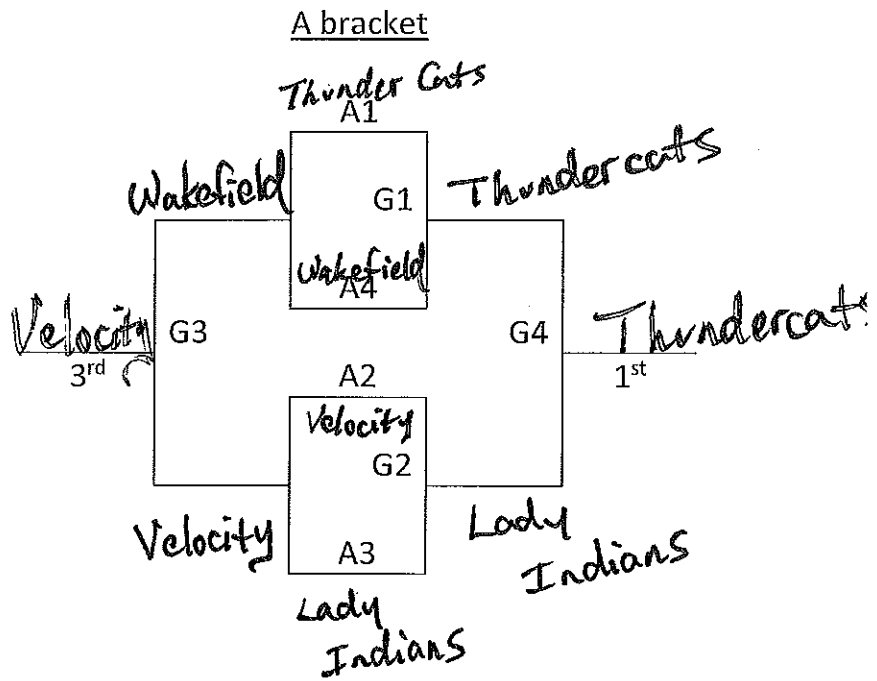 A bracket
Thunder Cats
A1
Wakefield
G1
Thundercats
Wakefield
A4
Velocity
G3
G4
Thundercats
3rd
A2
1st
Velocity
G2
Velocity
A3
Lady
Indians
Lady
Indians